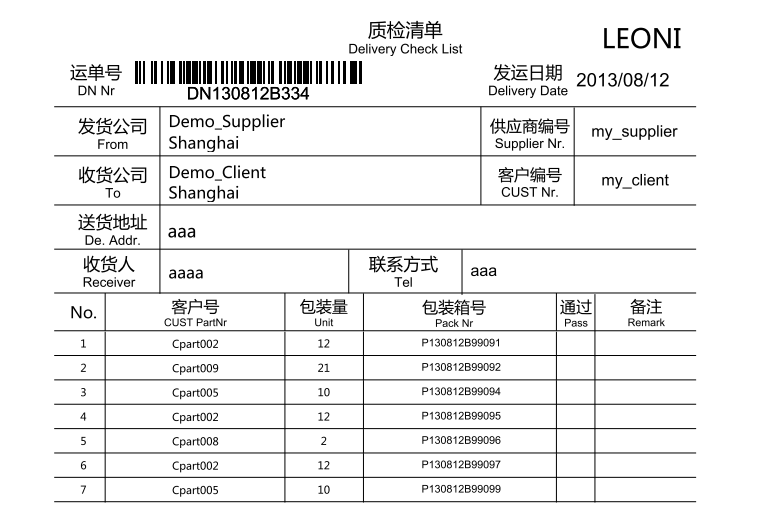 质检清单
Delivery Check List
LEONI
运单号
DN Nr
DN130812B334
发运日期
Delivery Date
2013/08/12
发货公司
From
Demo_Supplier
Shanghai
供应商编号
Supplier Nr.
my_supplier
收货公司
To
Demo_Client
Shanghai
客户编号
CUST Nr.
my_client
送货地址
De. Addr.
aaa
收货人
Receiver
aaaa
联系方式
Tel
aaa
No. 客户号 包装量 包装箱号 通过 备注
CUST PartNr Unit Pack Nr Pass Remark
1 Cpart002 12 P130812B99091
2 Cpart009 21 P130812B99092
3 Cpart005 10 P130812B99094
4 Cpart002 12 P130812B99095
5 Cpart008 2 P130812B99096
6 Cpart002 12 P130812B99097
7 Cpart005 10 P130812B99099